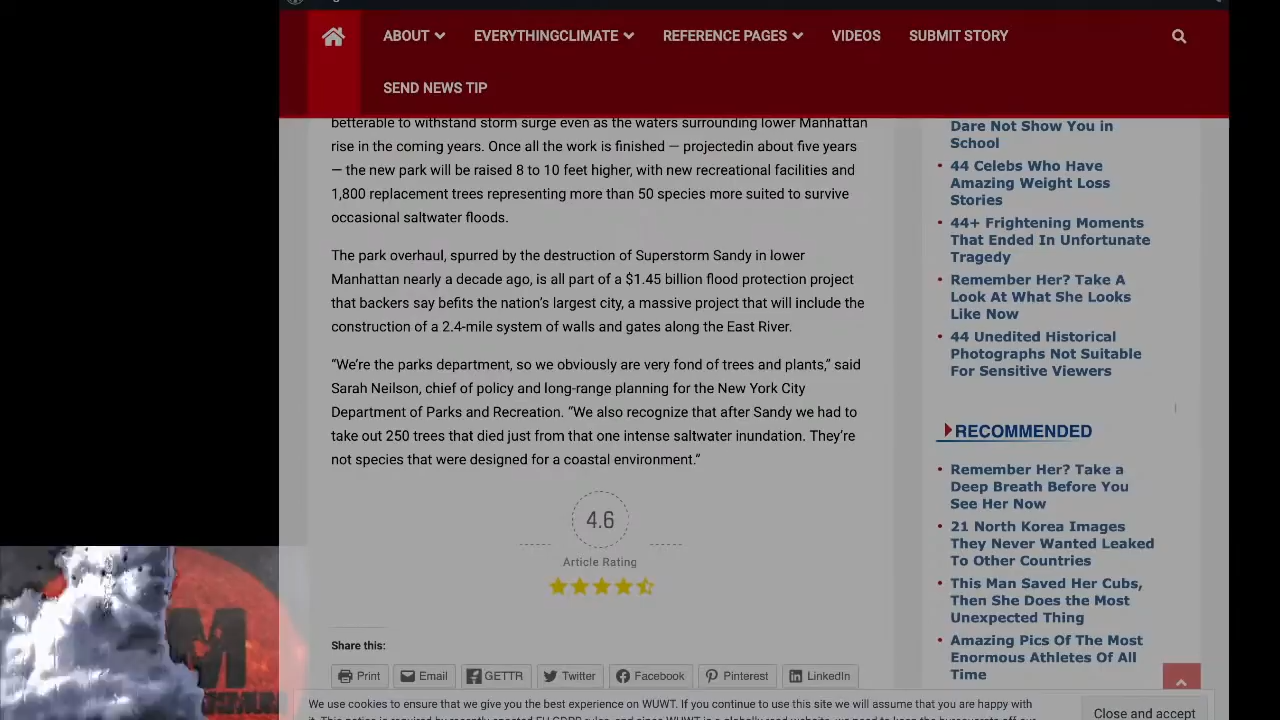 ABOUT EVERYTHINGCLIMATE REFERENCE PAGES VIDEOS SUBMIT STORY
SEND NEWS TIP
betterable to withstand storm surge even as the waters surrounding lower Manhattan
rise in the coming years. Once all the work is finished — projectedin about five years
— the new park will be raised 8 to 10 feet higher, with new recreational facilities and
1,800 replacement trees representing more than 50 species more suited to survive
occasional saltwater floods.
The park overhaul, spurred by the destruction of Superstorm Sandy in lower
Manhattan nearly a decade ago, is all part of a $1.45 billion flood protection project
that backers say befits the nation’s largest city, a massive project that will include the
construction of a 2.4-mile system of walls and gates along the East River.
“We’re the parks department, so we obviously are very fond of trees and plants,” said
Sarah Neilson, chief of policy and long-range planning for the New York City
Department of Parks and Recreation. “We also recognize that after Sandy we had to
take out 250 trees that died just from that one intense saltwater inundation. They’re
not species that were designed for a coastal environment.”
4.6
Article Rating
Share this:
Print Email GETTR Twitter Facebook Pinterest LinkedIn
Dare Not Show You in
School
44 Celebs Who Have
Amazing Weight Loss
Stories
44+ Frightening Moments
That Ended In Unfortunate
Tragedy
Remember Her? Take A
Look At What She Looks
Like Now
44 Unedited Historical
Photographs Not Suitable
For Sensitive Viewers
RECOMMENDED
Remember Her? Take a
Deep Breath Before You
See Her Now
21 North Korea Images
They Never Wanted Leaked
To Other Countries
This Man Saved Her Cubs,
Then She Does the Most
Unexpected Thing
Amazing Pics Of The Most
Enormous Athletes Of All
Time
We use cookies to ensure that we give you the best experience on WUWT. If you continue to use this site we will assume that you are happy with
Close and accept
M